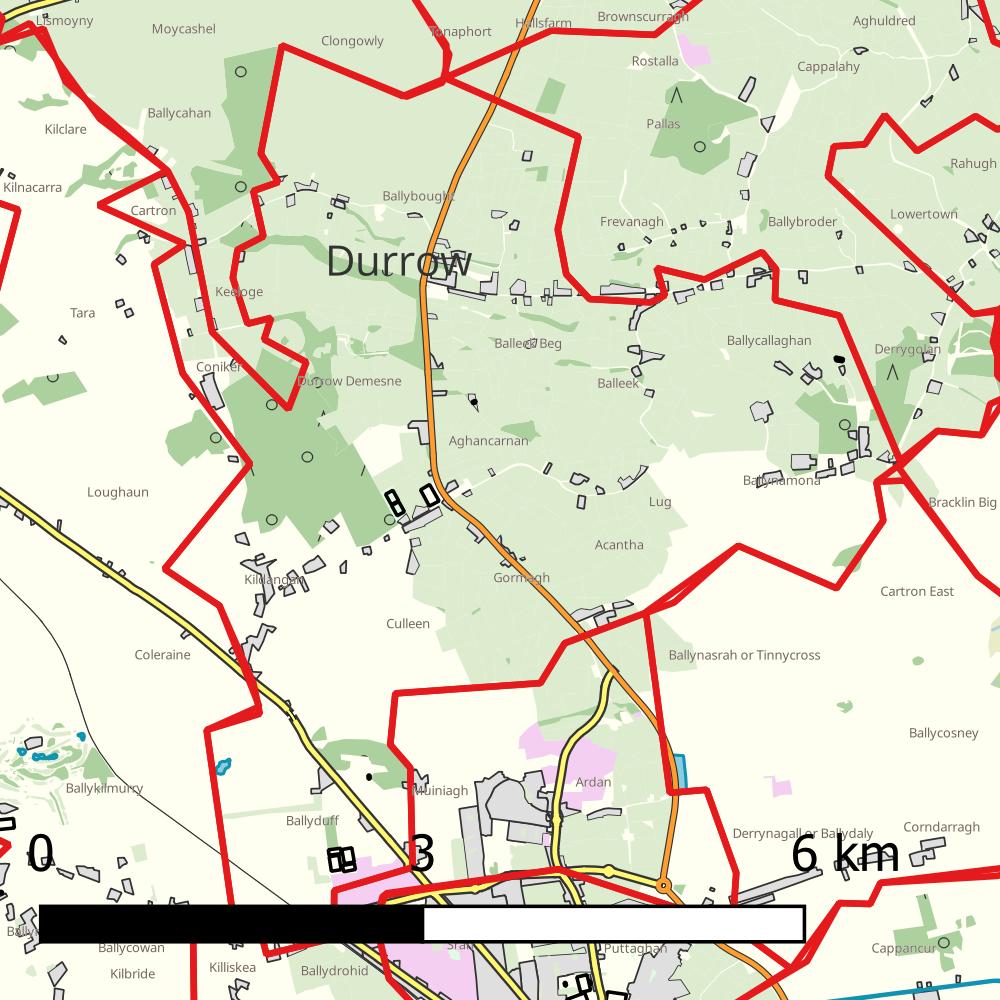 Lismoyny
Moycashel
Clongowly
Tonaphort
Hallsfarm
Brownscurragh
Aghuldred
Rostalla
Cappalahy
Ballycahan
Kilclare
Pallas
Rahugh
Kilnacarra
Cartron
Ballybought
Frevanagh
Ballybroder
Lowertown
Durrow
Keeloge
Tara
Balleek Beg
Ballycallaghan
Derrygolan
Coniker
Durrow Demesne
Balleek
Aghancarnan
Ballynamona
Loughaun
Lug
Bracklin Big
Acantha
Kildangan
Gormagh
Cartron East
Culleen
Coleraine
Ballynasrah or Tinnycross
Ballycosney
Ballykilmurry
Muiniagh
Ardan
Ballyduff
Derrynagall or Ballydaly
Corndarragh
0 3 6 km
Ballycowan
Puttaghan
Cappancur
Kilbride
Killiskea
Ballydrohid